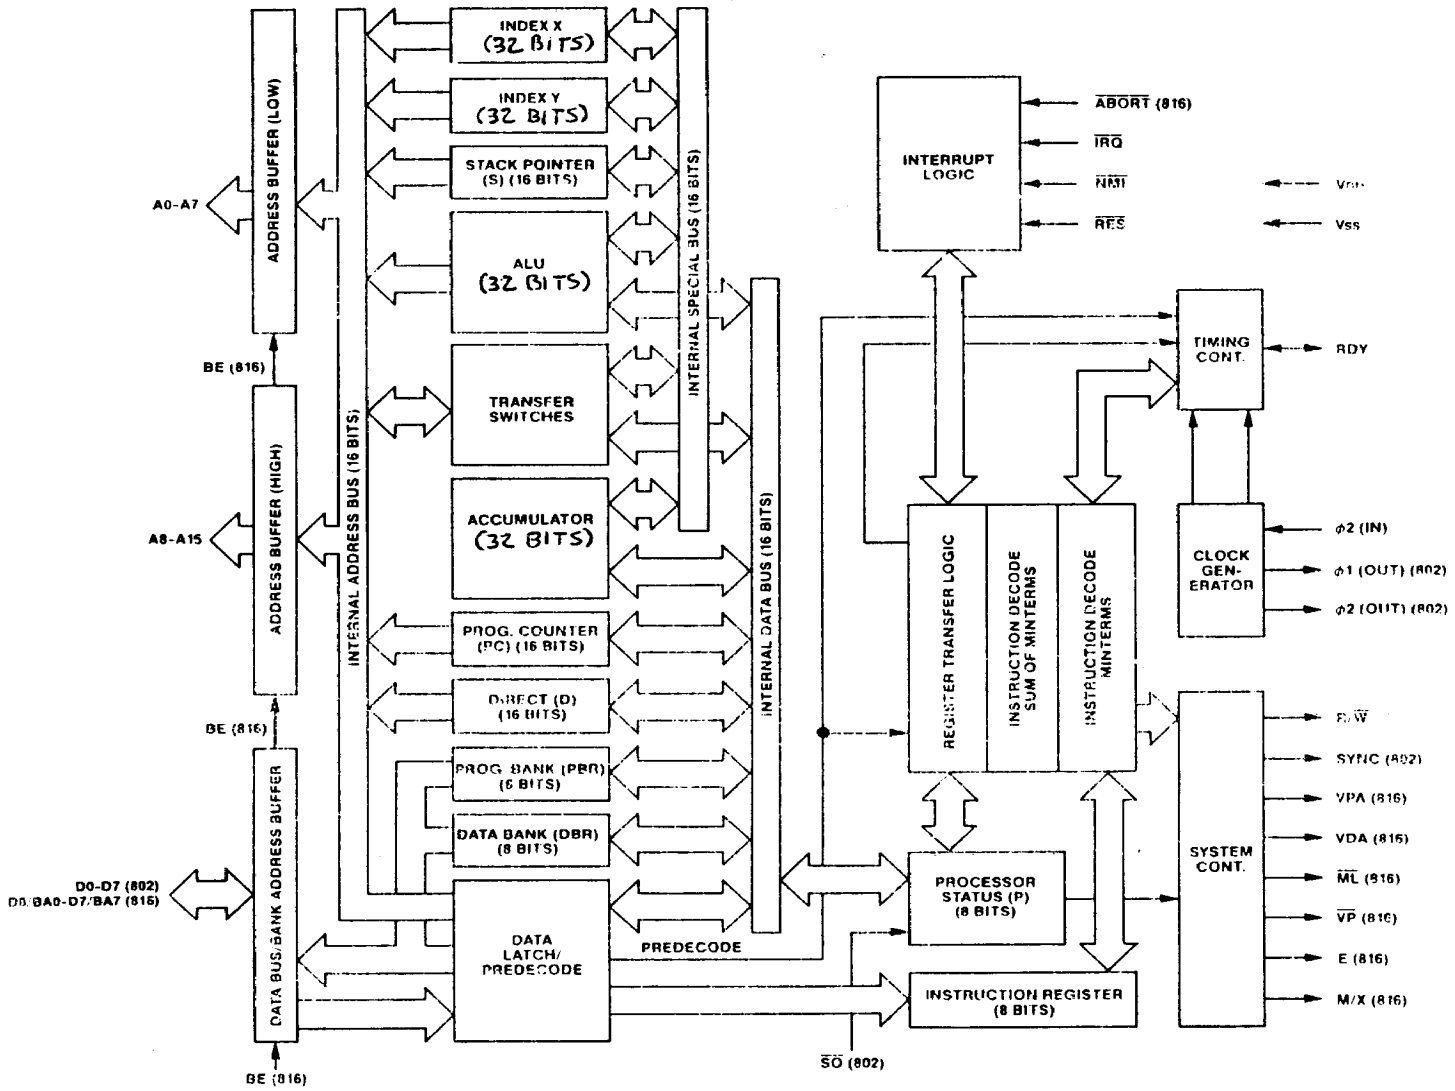 INDEX X
(32 BITS)
INDEX Y
(32 BITS)
STACK POINTER
(S) (16 BITS)
ALU
(32 BITS)
TRANSFER
SWITCHES
ACCUMULATOR
(32 BITS)
PROG. COUNTER
(PC) (16 BITS)
DIRECT (D)
(16 BITS)
PROG. BANK (PBR)
DATA BANK (DBR)
(8 BITS)
DATA
LATCH/
PREDECODE
ADDRESS BUFFER (LOW)
A0-A7
BE (816)
ADDRESS BUFFER (HIGH)
A8-A15
BE (816)
DATA BUS/BANK ADDRESS BUFFER
D0-D7 (802)
D0/BA0-D7/BA7 (816)
BE (816)
INTERNAL ADDRESS BUS (16 BITS)
INTERNAL SPECIAL BUS (16 BITS)
INTERNAL DATA BUS (16 BITS)
PREDECODE
INTERRUPT
LOGIC
ABORT (816)
IRQ
NMI
RES
Vss
TIMING
CONT.
RDY
CLOCK
GEN-
ERATOR
ϕ2 (IN)
ϕ1 (OUT) (802)
ϕ2 (OUT) (802)
REGISTER TRANSFER LOGIC
INSTRUCTION DECODE
SUM OF MINTERMS
INSTRUCTION DECODE
MINTERMS
PROCESSOR
STATUS (P)
(8 BITS)
INSTRUCTION REGISTER
(8 BITS)
SO (802)
SYSTEM
CONT.
R/W
SYNC (802)
VPA (816)
VDA (816)
ML (816)
VP (816)
E (816)
M/X (816)